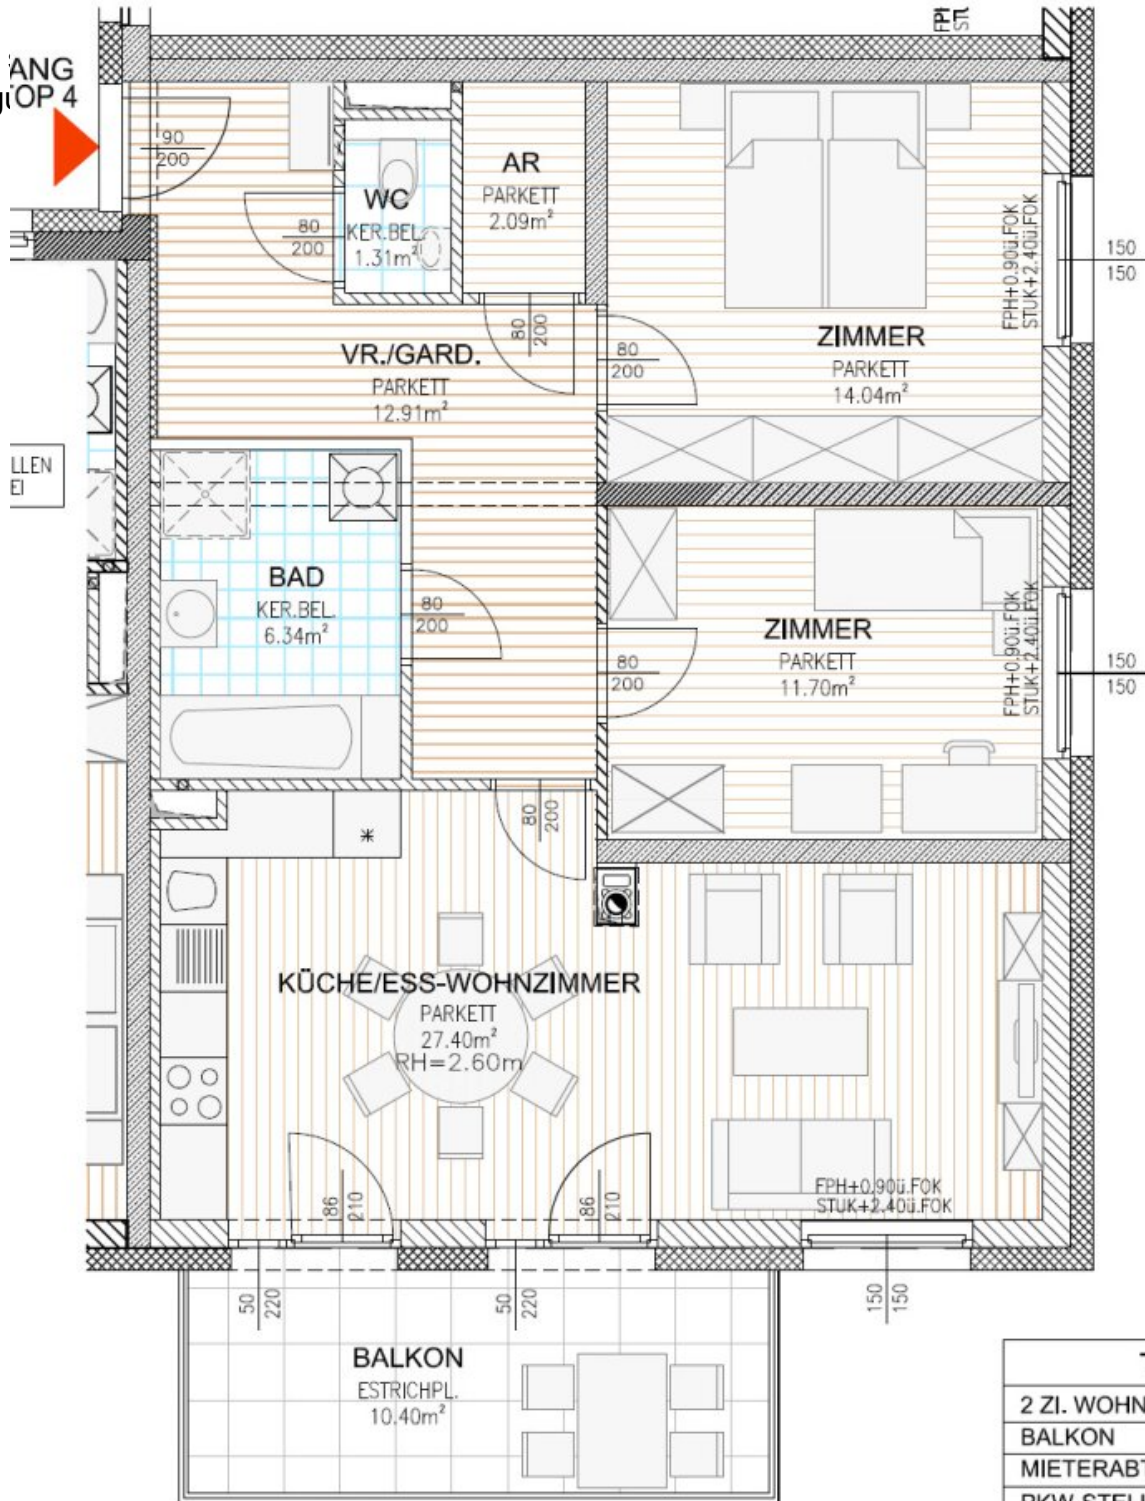 FPH
STU
ANG
TOP 4
90
200
WC
KER.BEL.
1.31m²
80
200
AR
PARKETT
2.09m²
80
200
VR./GARD.
PARKETT
12.91m²
80
200
ZIMMER
PARKETT
14.04m²
FPH+0.90ü.FOK
STUK+2.40ü.FOK
150
150
LLEN
EI
BAD
KER.BEL.
6.34m²
80
200
ZIMMER
PARKETT
11.70m²
80
200
FPH+0.90ü.FOK
STUK+2.40ü.FOK
150
150
80
200
*
KÜCHE/ESS-WOHNZIMMER
PARKETT
27.40m²
RH=2.60m
86
210
86
210
FPH+0.90ü.FOK
STUK+2.40ü.FOK
50
220
50
220
150
150
BALKON
ESTRICHPL.
10.40m²
2 ZI. WOHN
BALKON
MIETERABT